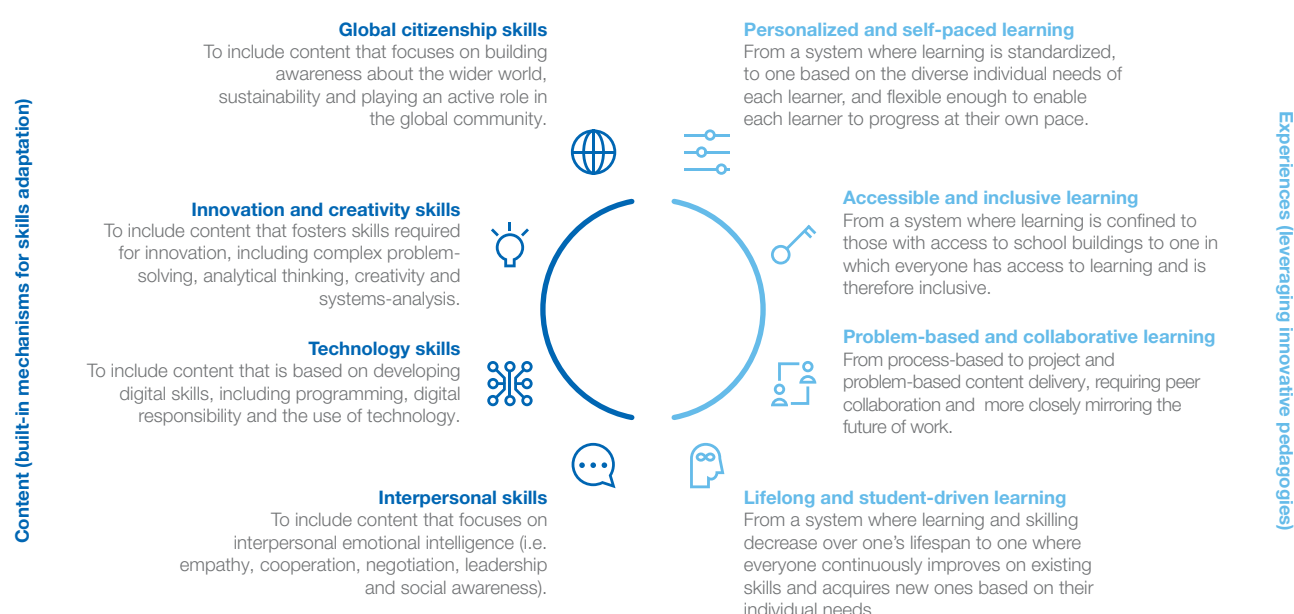 Content (built-in mechanisms for skills adaptation)
Global citizenship skills
To include content that focuses on building
awareness about the wider world,
sustainability and playing an active role in
the global community.
Innovation and creativity skills
To include content that fosters skills required
for innovation, including complex problem-
solving, analytical thinking, creativity and
systems-analysis.
Technology skills
To include content that is based on developing
digital skills, including programming, digital
responsibility and the use of technology.
Interpersonal skills
To include content that focuses on
interpersonal emotional intelligence (i.e.
empathy, cooperation, negotiation, leadership
and social awareness).
Personalized and self-paced learning
From a system where learning is standardized,
to one based on the diverse individual needs of
each learner, and flexible enough to enable
each learner to progress at their own pace.
Accessible and inclusive learning
From a system where learning is confined to
those with access to school buildings to one in
which everyone has access to learning and is
therefore inclusive.
Problem-based and collaborative learning
From process-based to project and
problem-based content delivery, requiring peer
collaboration and  more closely mirroring the
future of work.
Lifelong and student-driven learning
From a system where learning and skilling
decrease over one's lifespan to one where
everyone continuously improves on existing
skills and acquires new ones based on their
individual needs.
Experiences (leveraging innovative pedagogies)